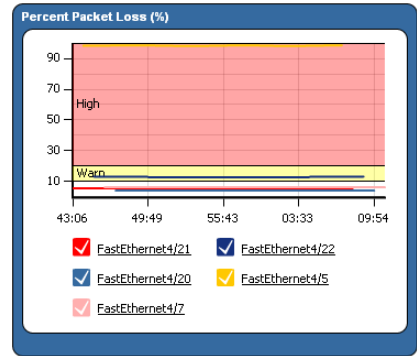 Percent Packet Loss (%)
90
70
High
50
30
Warn
10
43:06 49:49 55:43 03:33 09:54
FastEthernet4/21 FastEthernet4/22
FastEthernet4/20 FastEthernet4/5
FastEthernet4/7